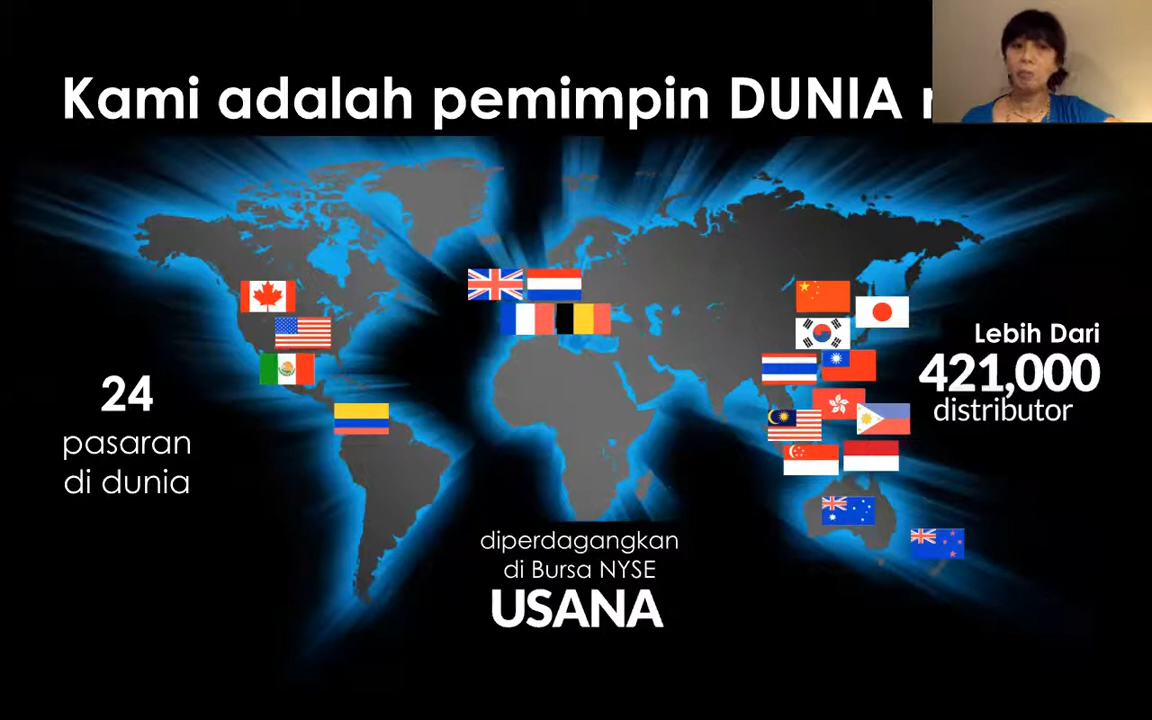 Kami adalah pemimpin DUNIA
24
pasaran
di dunia
Lebih Dari
421,000
distributor
diperdagangkan
di Bursa NYSE
USANA